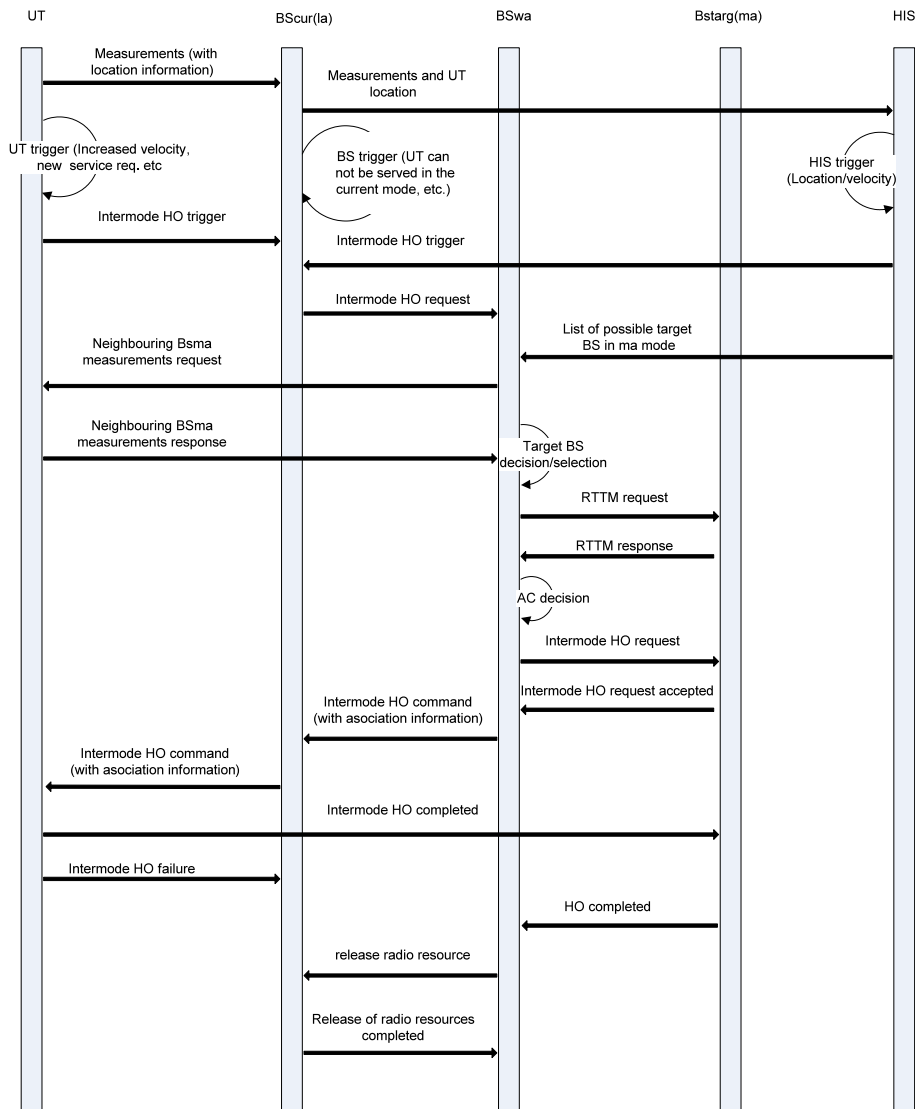 UT
BScur(la)
BSwa
Bstarg(ma)
HIS
Measurements (with
location information)
Measurements and UT
location
UT trigger (Increased velocity,
new service req. etc
BS trigger (UT can
not be served in the
current mode, etc.)
HIS trigger
(Location/velocity)
Intermode HO trigger
Intermode HO trigger
Intermode HO request
List of possible target
BS in ma mode
Neighbouring Bsma
measurements request
Neighbouring BSma
measurements response
Target BS
decision/selection
RTTM request
RTTM response
AC decision
Intermode HO request
Intermode HO request accepted
Intermode HO command
(with asociation information)
Intermode HO command
(with asociation information)
Intermode HO completed
Intermode HO failure
HO completed
release radio resource
Release of radio resources
completed